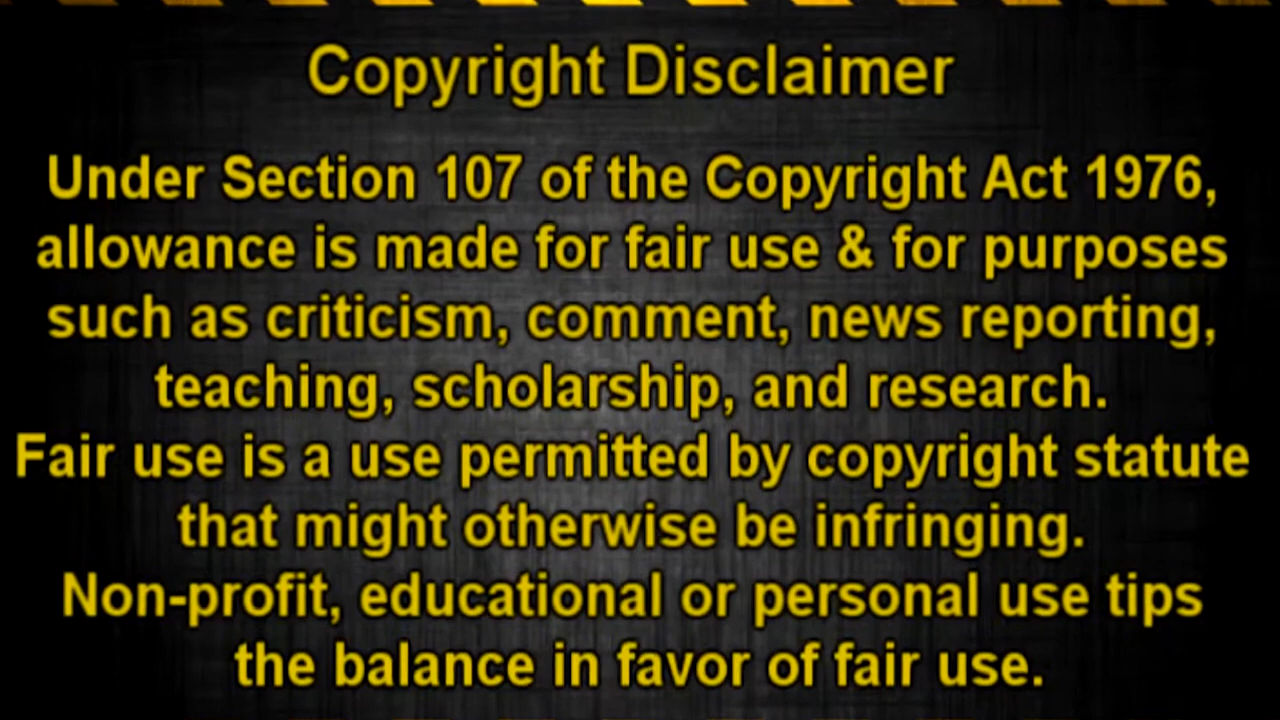 Copyright Disclaimer
Under Section 107 of the Copyright Act 1976,
allowance is made for fair use & for purposes
such as criticism, comment, news reporting,
teaching, scholarship, and research.
Fair use is a use permitted by copyright statute
that might otherwise be infringing.
Non-profit, educational or personal use tips
the balance in favor of fair use.